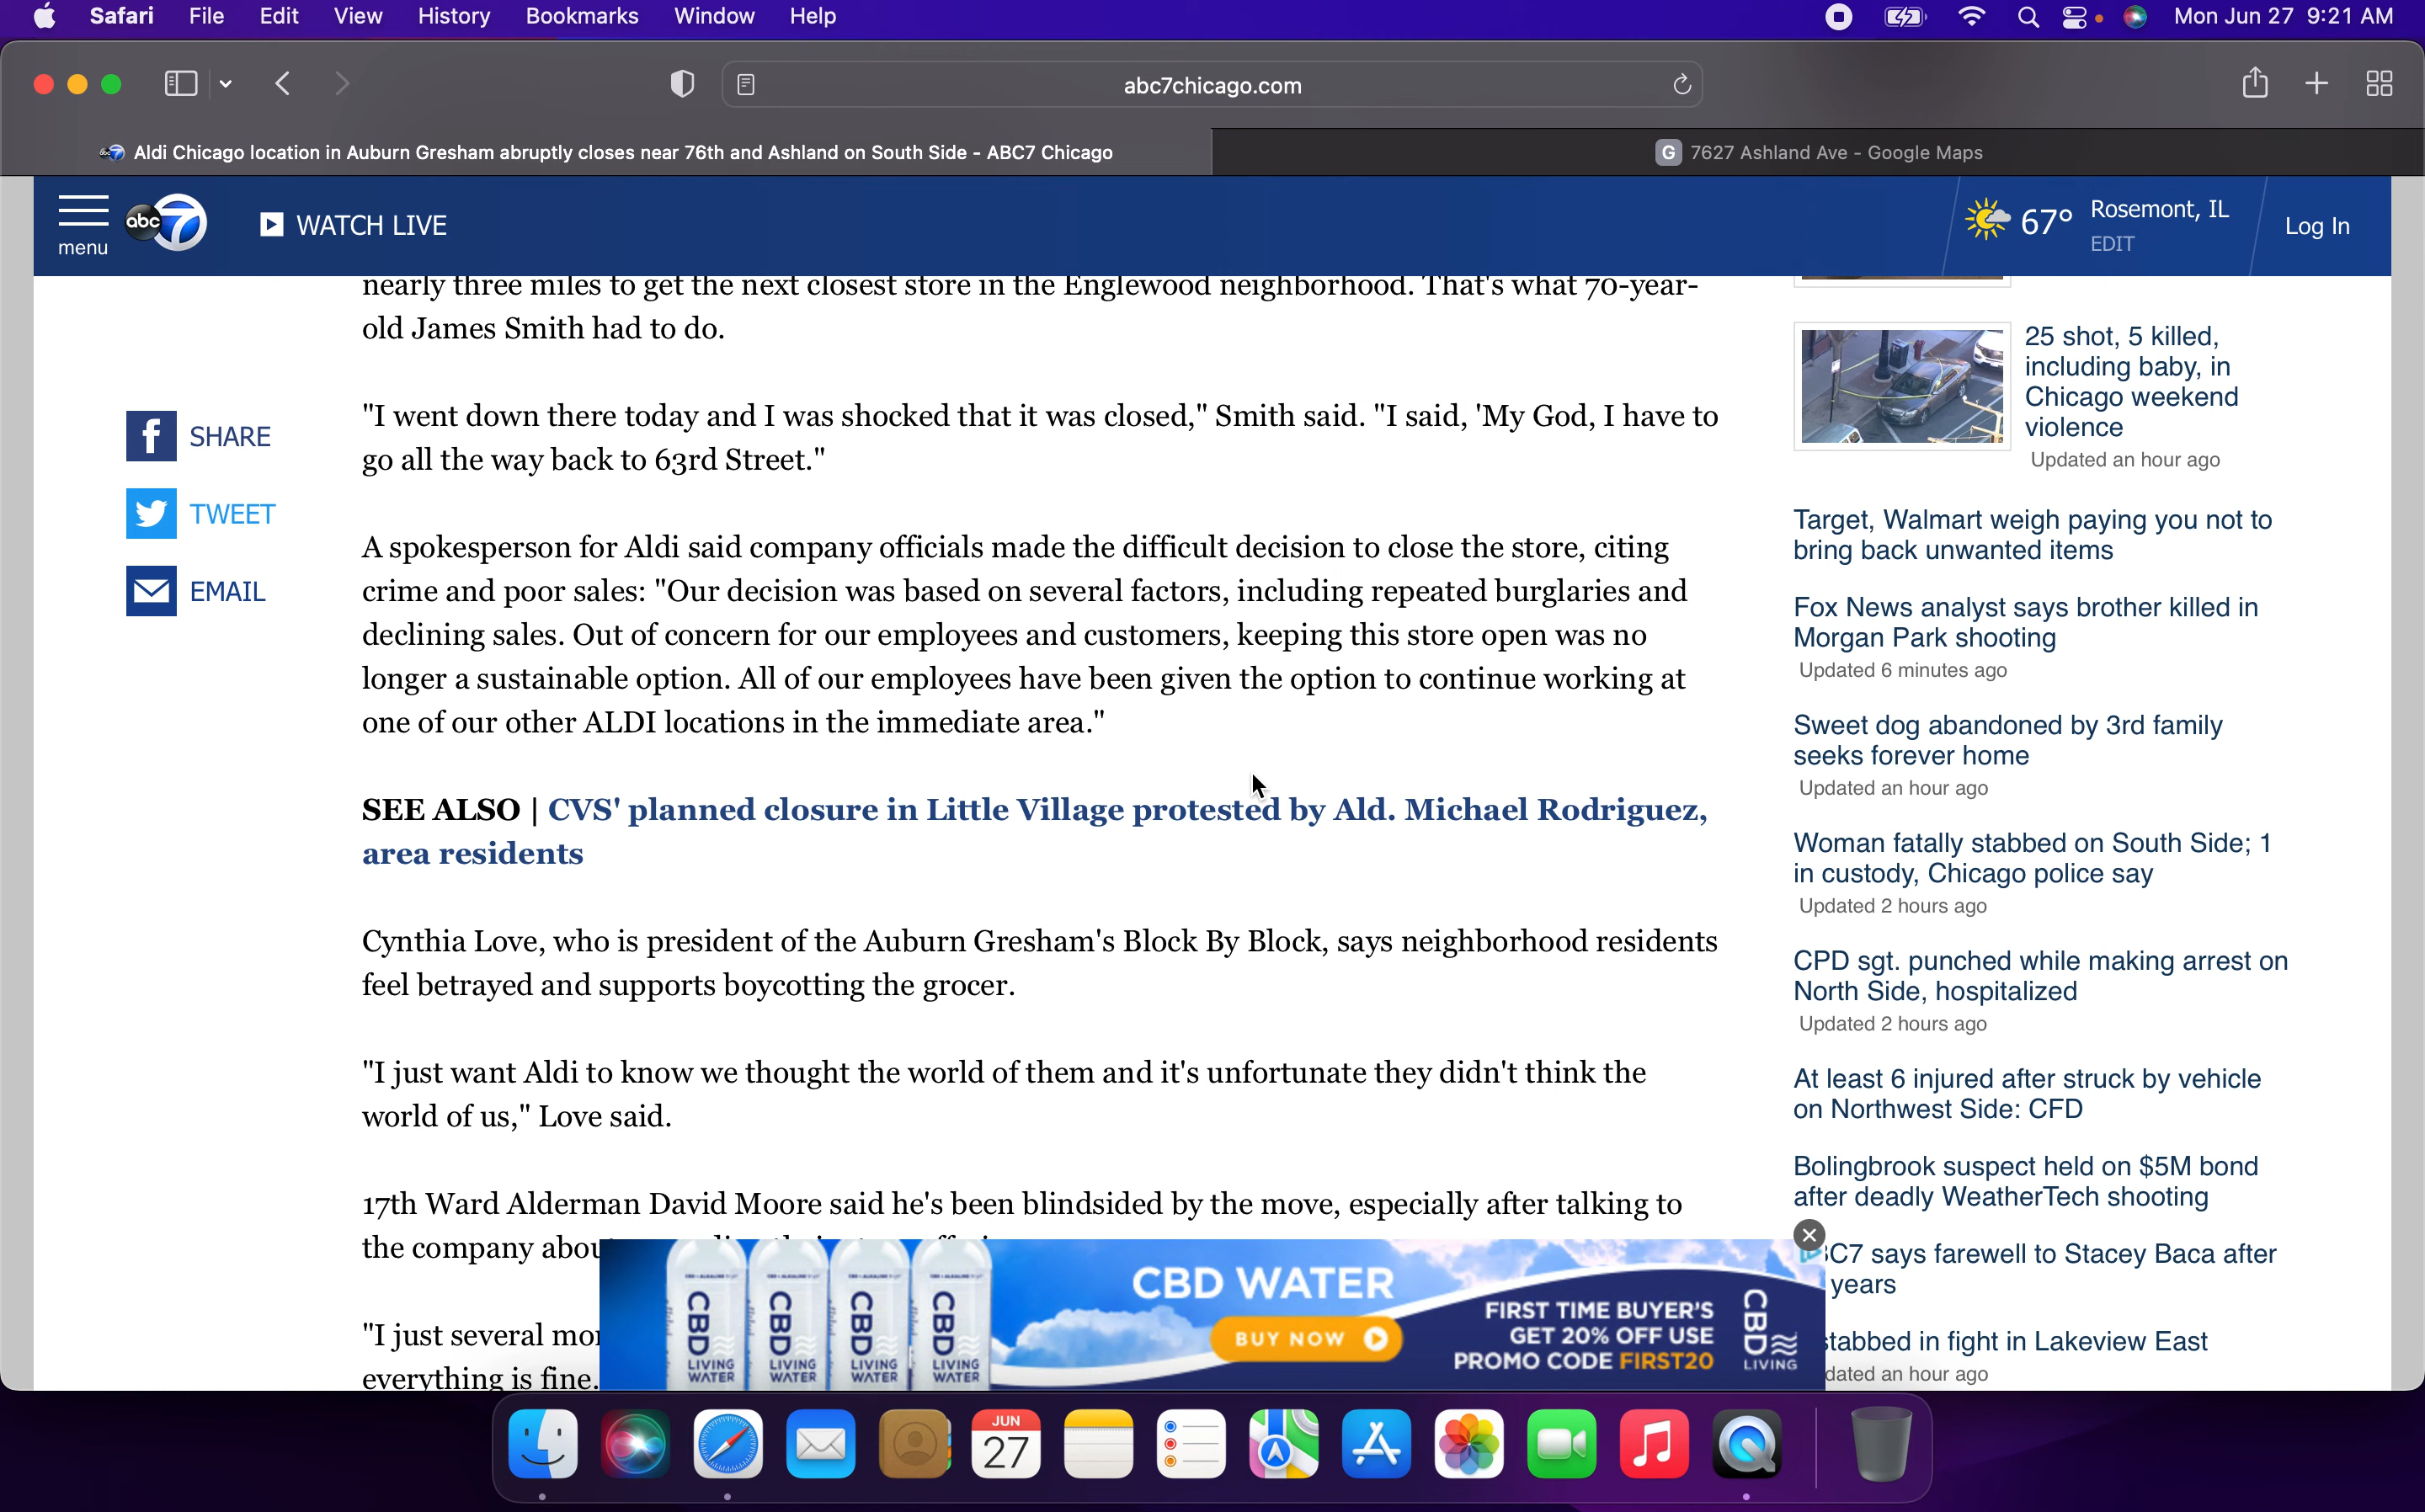 Safari File Edit View History Bookmarks Window Help
Mon Jun 27 9:21 AM
abc7chicago.com
Aldi Chicago location in Auburn Gresham abruptly closes near 76th and Ashland on South Side - ABC7 Chicago
G 7627 Ashland Ave - Google Maps
menu
abc 7
WATCH LIVE
67°
Rosemont, IL
EDIT
Log In
nearly three miles to get the next closest store in the Englewood neighborhood. That's what 70-year-
old James Smith had to do.
"I went down there today and I was shocked that it was closed," Smith said. "I said, 'My God, I have to
go all the way back to 63rd Street."
A spokesperson for Aldi said company officials made the difficult decision to close the store, citing
crime and poor sales: "Our decision was based on several factors, including repeated burglaries and
declining sales. Out of concern for our employees and customers, keeping this store open was no
longer a sustainable option. All of our employees have been given the option to continue working at
one of our other ALDI locations in the immediate area."
SEE ALSO | CVS' planned closure in Little Village protested by Ald. Michael Rodriguez,
area residents
Cynthia Love, who is president of the Auburn Gresham's Block By Block, says neighborhood residents
feel betrayed and supports boycotting the grocer.
"I just want Aldi to know we thought the world of them and it's unfortunate they didn't think the
world of us," Love said.
17th Ward Alderman David Moore said he's been blindsided by the move, especially after talking to
the company
"I just several
everything is fine.
SHARE
TWEET
EMAIL
25 shot, 5 killed,
including baby, in
Chicago weekend
violence
Updated an hour ago
Target, Walmart weigh paying you not to
bring back unwanted items
Fox News analyst says brother killed in
Morgan Park shooting
Updated 6 minutes ago
Sweet dog abandoned by 3rd family
seeks forever home
Updated an hour ago
Woman fatally stabbed on South Side; 1
in custody, Chicago police say
Updated 2 hours ago
CPD sgt. punched while making arrest on
North Side, hospitalized
Updated 2 hours ago
At least 6 injured after struck by vehicle
on Northwest Side: CFD
Bolingbrook suspect held on $5M bond
after deadly WeatherTech shooting
says farewell to Stacey Baca after
years
in fight in Lakeview East
an hour ago
CBD LIVING WATER
CBD LIVING WATER
CBD LIVING WATER
CBD LIVING WATER
CBD WATER
BUY NOW
FIRST TIME BUYER'S
GET 20% OFF USE
PROMO CODE FIRST20
CBD LIVING
JUN
27